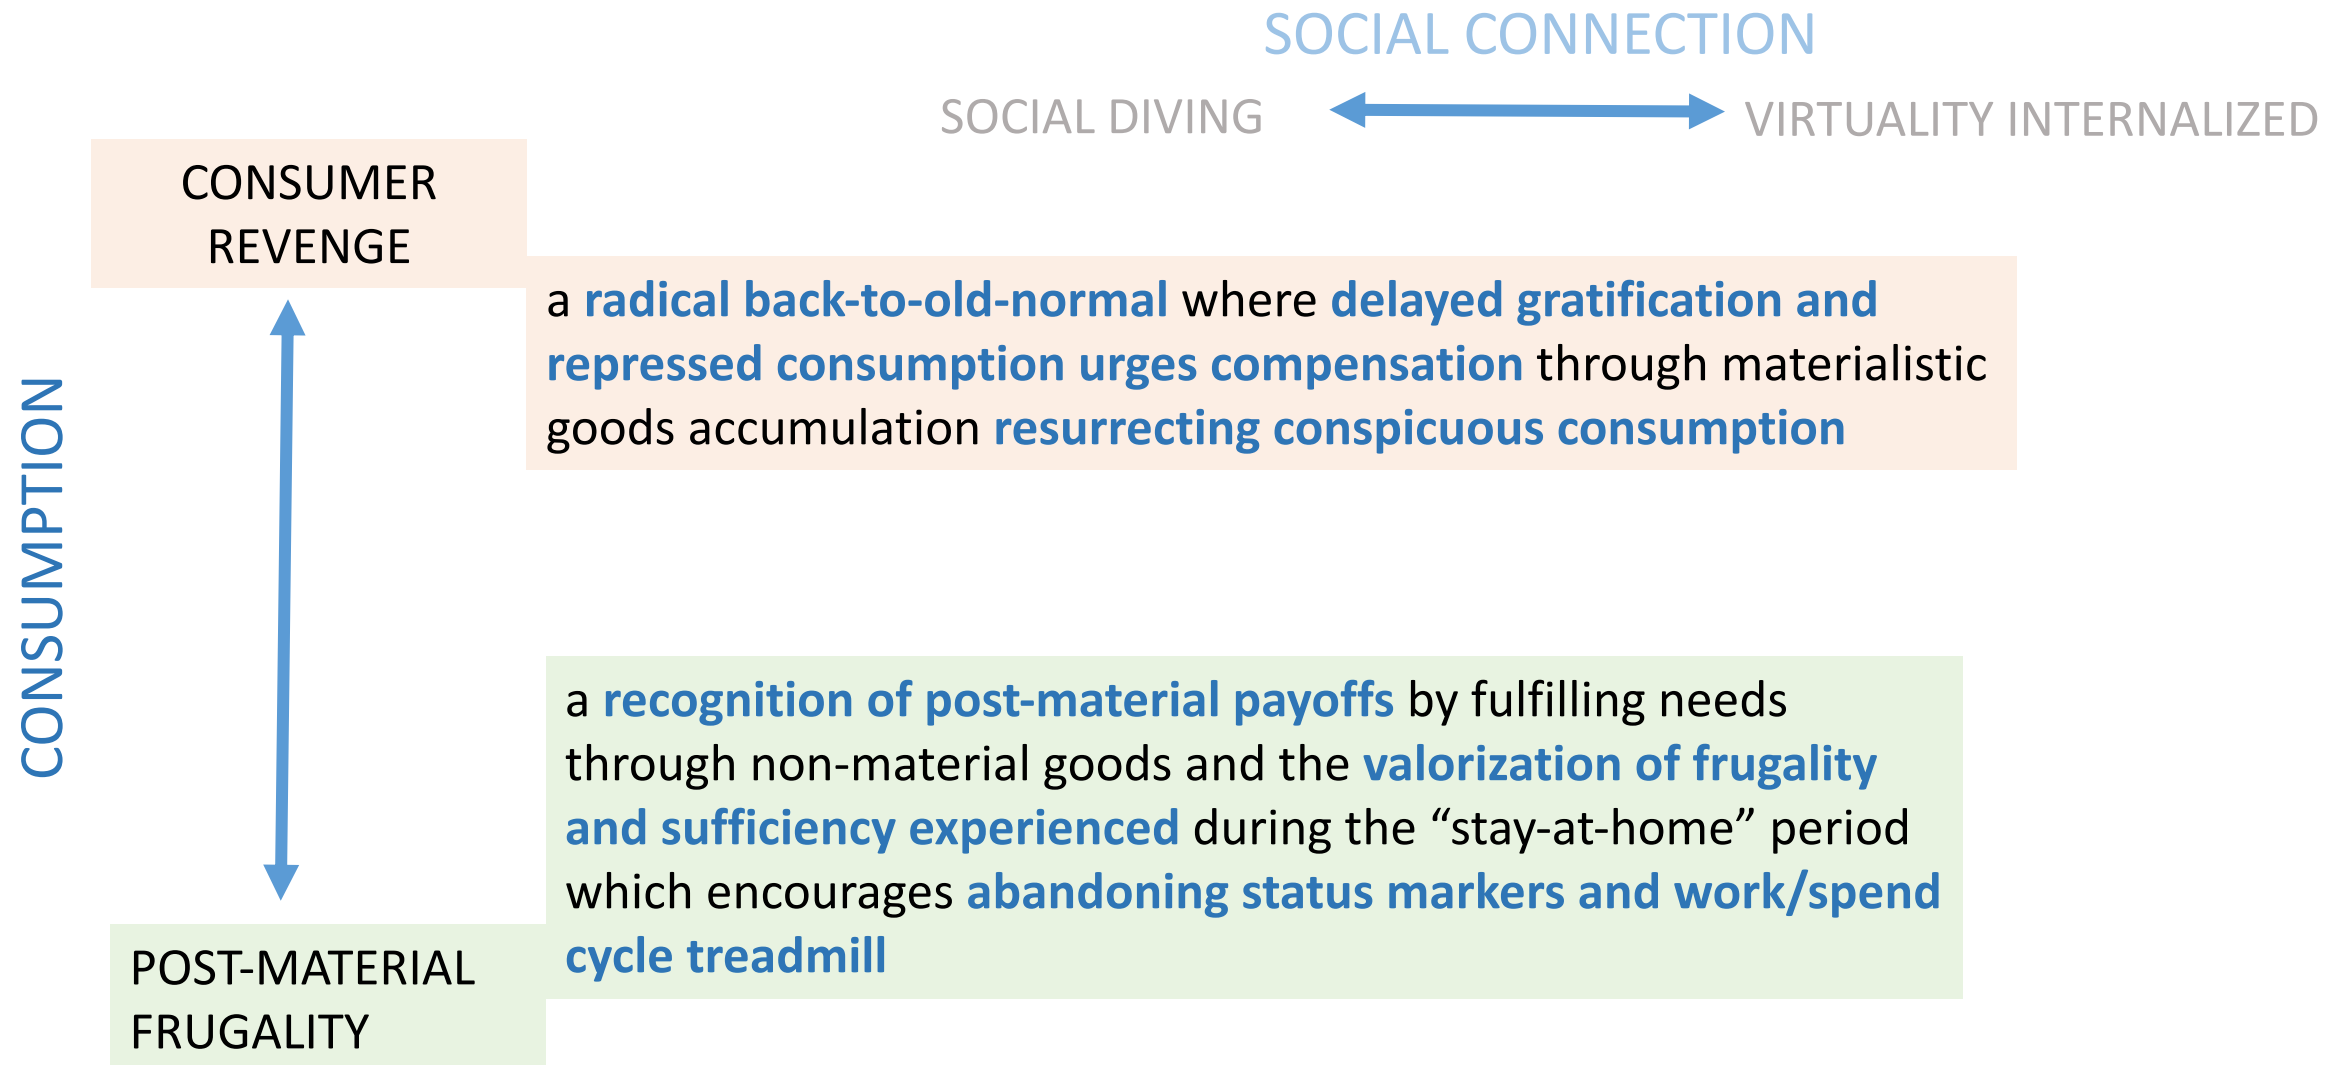 SOCIAL CONNECTION
SOCIAL DIVING
VIRTUALITY INTERNALIZED
CONSUMER
REVENGE
a radical back-to-old-normal where delayed gratification and
repressed consumption urges compensation through materialistic
goods accumulation resurrecting conspicuous consumption
CONSUMPTION
a recognition of post-material payoffs by fulfilling needs
through non-material goods and the valorization of frugality
and sufficiency experienced during the “stay-at-home” period
which encourages abandoning status markers and work/spend
cycle treadmill
POST-MATERIAL
FRUGALITY